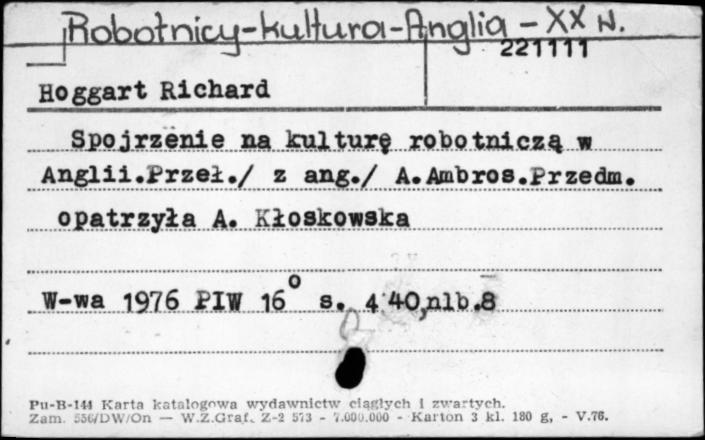 Robotnicy-kultura-Anglia - XX w.
221111
Hoggart Richard
Spojrzenie na kulturę robotniczą w
Anglii.Przeł./ z ang./ A.Ambros.Przedm.
opatrzyła A. Kłoskowska
W-wa 1976 PIW 16° s. 440,nlb.8
Pu-B-144 Karta katalogowa wydawnictw ciągłych i zwartych.
Zam. 556/DW/On — W.Z.Graf. Z-2 573 - 7.000.000 - Karton 3 kl. 180 g, - V.76.